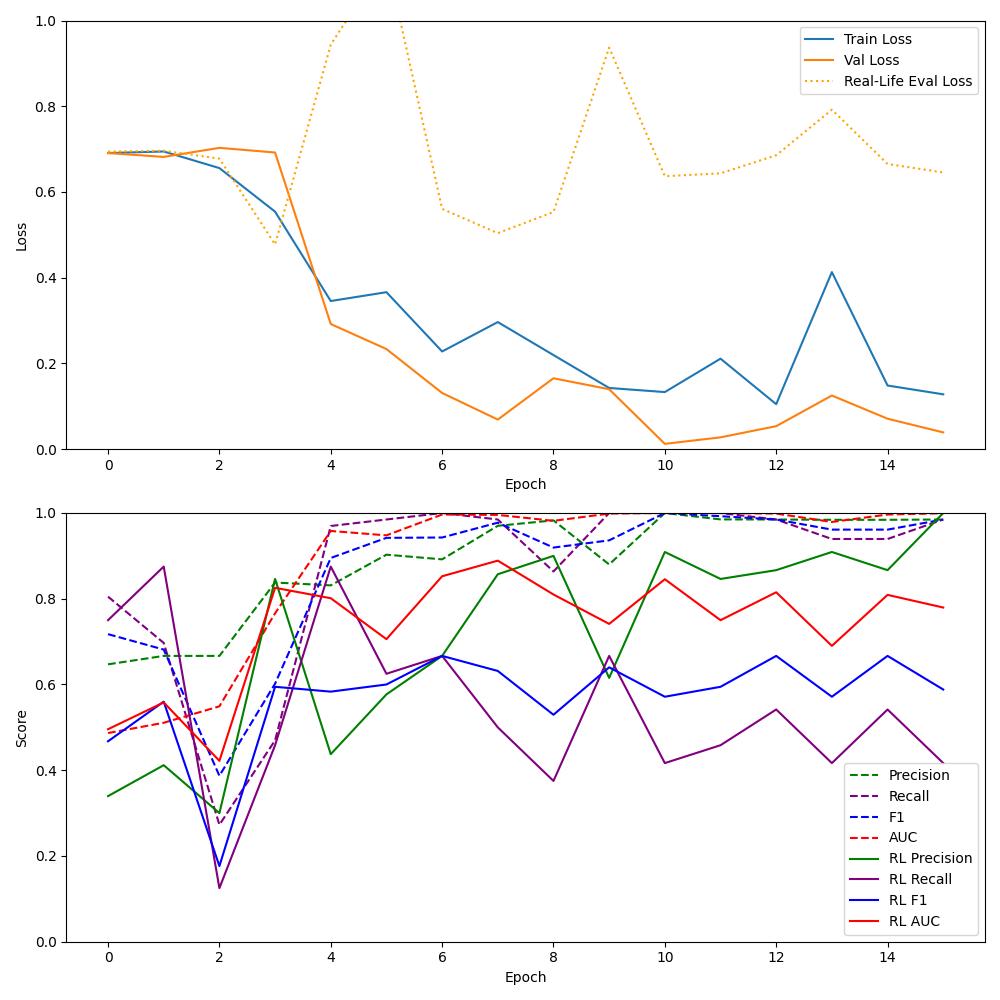 1.0
0.8
0.6
0.4
0.2
0.0
Loss
Train Loss
Val Loss
Real-Life Eval Loss
0 2 4 6 8 10 12 14
Epoch
1.0
0.8
0.6
0.4
0.2
0.0
Score
Precision
Recall
F1
AUC
RL Precision
RL Recall
RL F1
RL AUC
0 2 4 6 8 10 12 14
Epoch